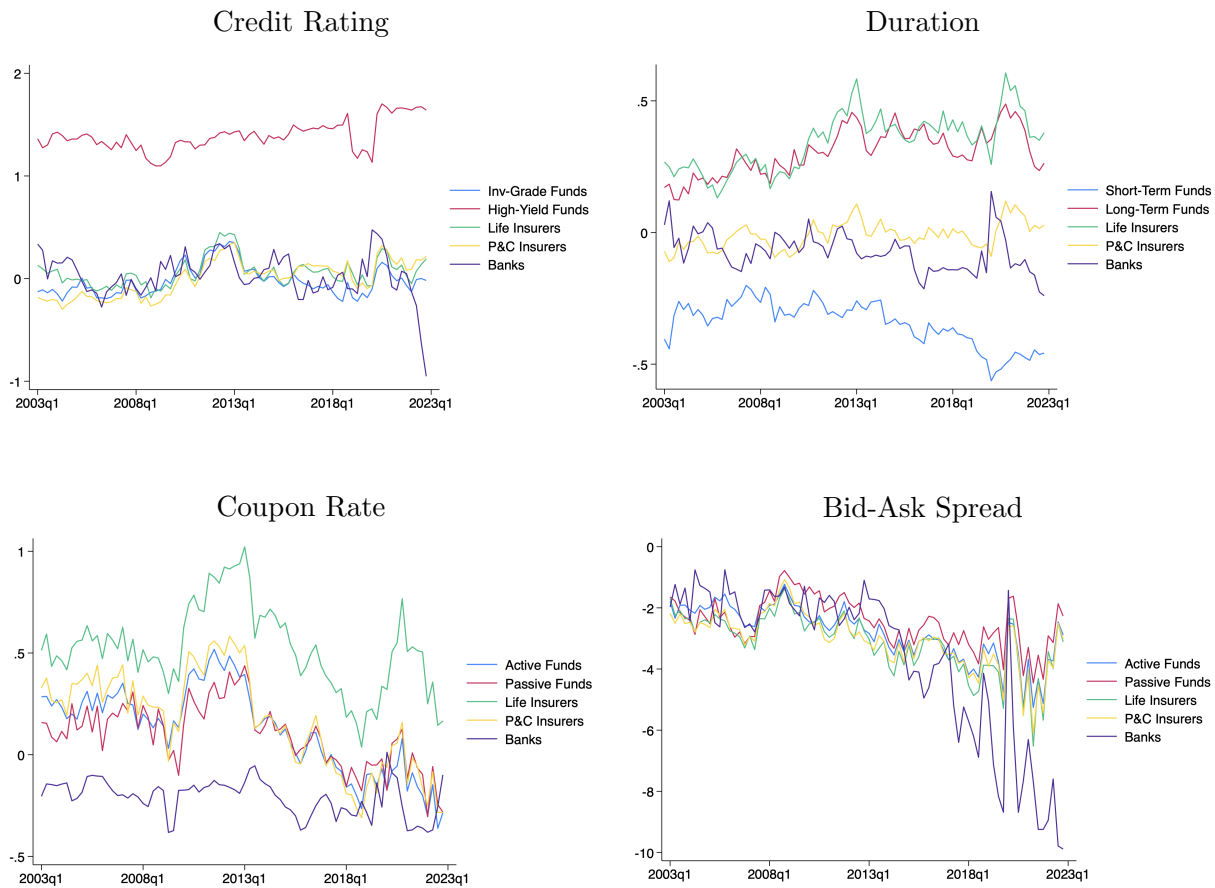 Credit Rating
2
1
0
-1
2003q1 2008q1 2013q1 2018q1 2023q1
Inv-Grade Funds
High-Yield Funds
Life Insurers
P&C Insurers
Banks
Duration
.5
0
-.5
2003q1 2008q1 2013q1 2018q1 2023q1
Short-Term Funds
Long-Term Funds
Life Insurers
P&C Insurers
Banks
Coupon Rate
1
.5
0
-.5
2003q1 2008q1 2013q1 2018q1 2023q1
Active Funds
Passive Funds
Life Insurers
P&C Insurers
Banks
Bid-Ask Spread
0
-2
-4
-6
-8
-10
2003q1 2008q1 2013q1 2018q1 2023q1
Active Funds
Passive Funds
Life Insurers
P&C Insurers
Banks